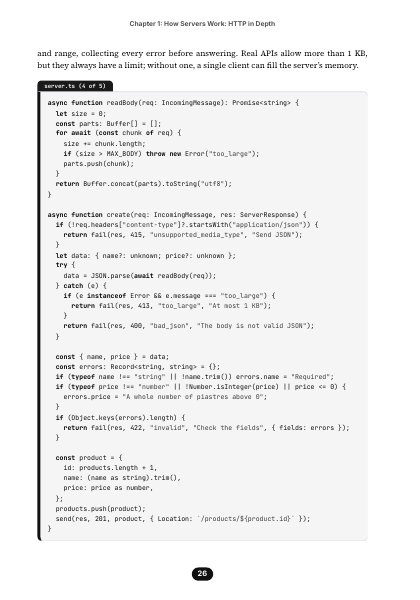 Chapter 1: How Servers Work: HTTP in Depth
and range, collecting every error before answering. Real APIs allow more than 1 KB,
but they always have a limit; without one, a single client can fill the server's memory.
server.ts (4 of 5)
async function readBody(req: IncomingMessage): Promise<string> {
  let size = 0;
  const parts: Buffer[] = [];
  for await (const chunk of req) {
    size += chunk.length;
    if (size > MAX_BODY) throw new Error("too_large");
    parts.push(chunk);
  }
  return Buffer.concat(parts).toString("utf8");
}
async function create(req: IncomingMessage, res: ServerResponse) {
  if (!req.headers["content-type"]?.startsWith("application/json")) {
    return fail(res, 415, "unsupported_media_type", "Send JSON");
  }
  let data: { name?: unknown; price?: unknown };
  try {
    data = JSON.parse(await readBody(req));
  } catch (e) {
    if (e instanceof Error && e.message === "too_large") {
      return fail(res, 413, "too_large", "At most 1 KB");
    }
    return fail(res, 400, "bad_json", "The body is not valid JSON");
  }
  const { name, price } = data;
  const errors: Record<string, string> = {};
  if (typeof name !== "string" || !name.trim()) errors.name = "Required";
  if (typeof price !== "number" || !Number.isInteger(price) || price <= 0) {
    errors.price = "A whole number of piastres above 0";
  }
  if (Object.keys(errors).length) {
    return fail(res, 422, "invalid", "Check the fields", { fields: errors });
  }
  const product = {
    id: products.length + 1,
    name: (name as string).trim(),
    price: price as number,
  };
  products.push(product);
  send(res, 201, product, { Location: `/products/${product.id}` });
}
26